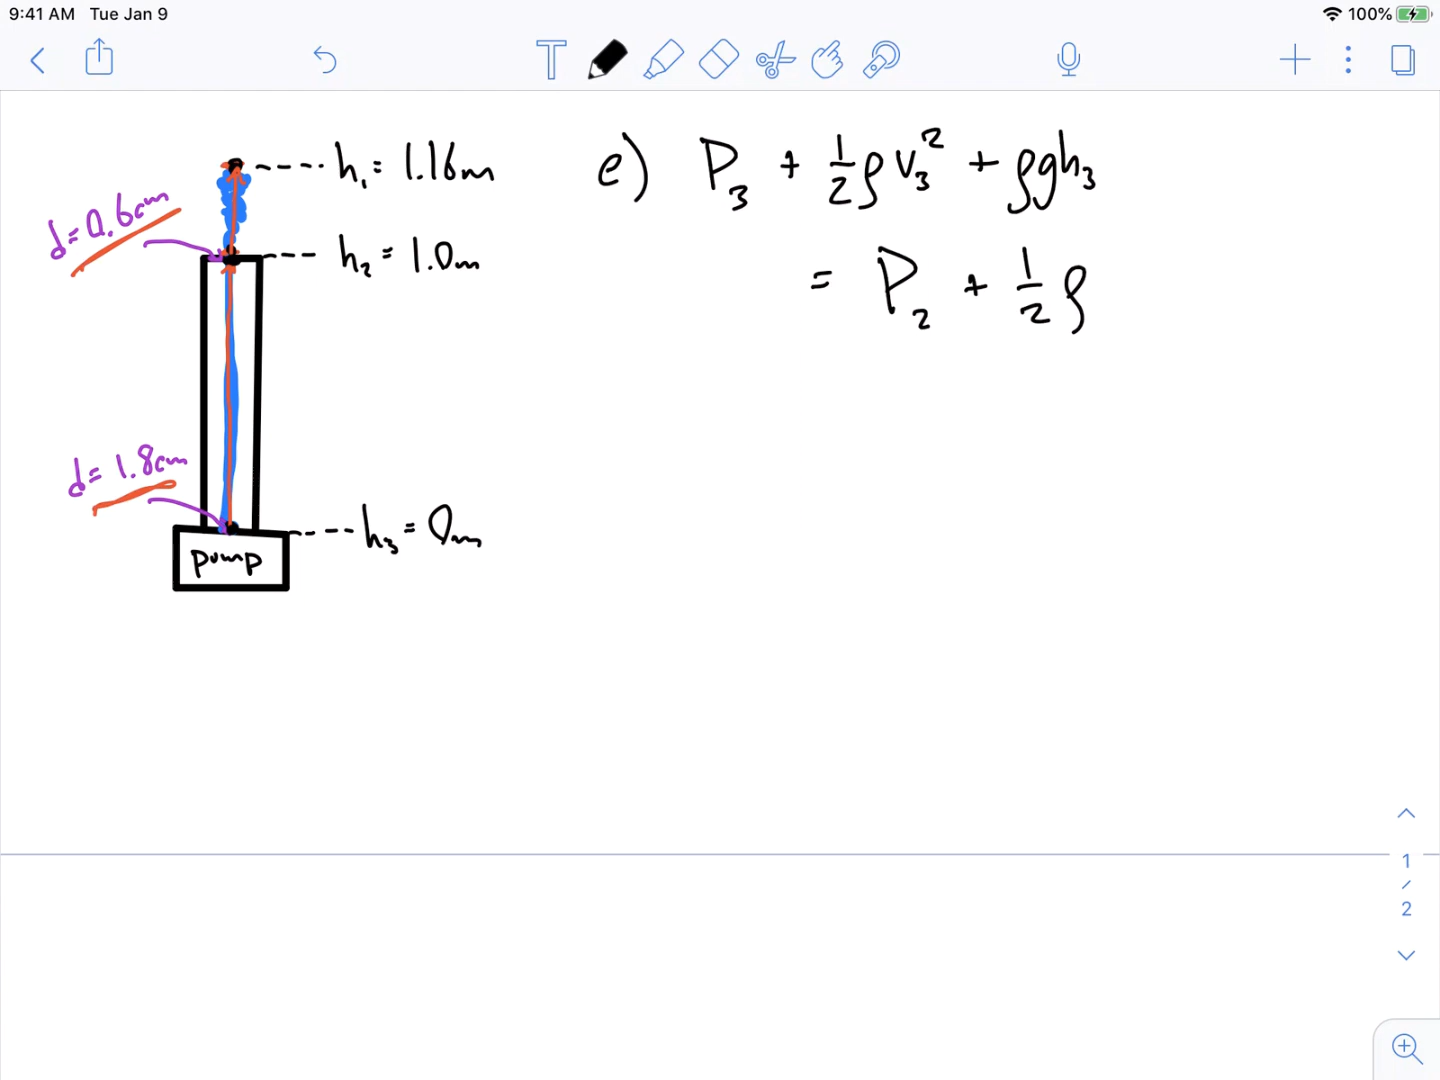 9:41 AM Tue Jan 9
100%
T
h₁ = 1.16m
e) P₃ + ½ρv₃² + ρgh₃
d=0.6cm
h₂ = 1.0m
= P₂ + ½ρ
d= 1.8cm
h₃ = 0m
pump
1
/
2